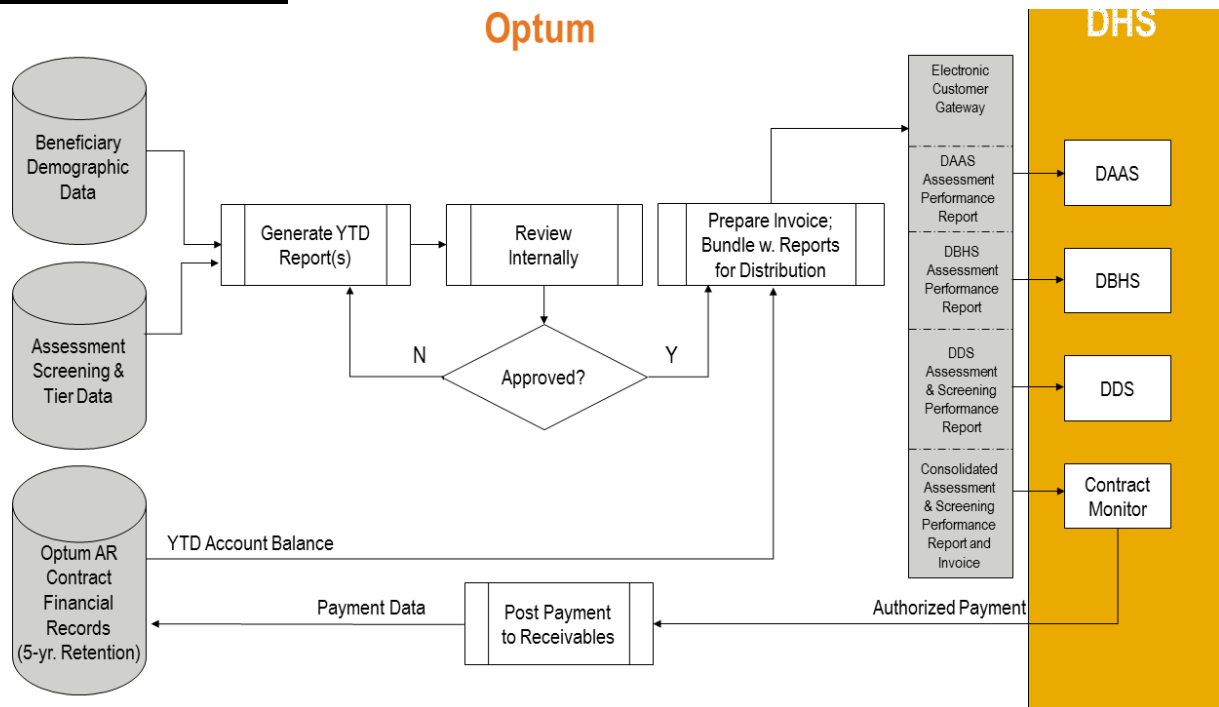 Optum
DHS
Beneficiary
Demographic
Data
Assessment
Screening &
Tier Data
Optum AR
Contract
Financial
Records
(5-yr. Retention)
Generate YTD
Report(s)
Review
Internally
Approved?
N
Y
Prepare Invoice;
Bundle w. Reports
for Distribution
YTD Account Balance
Payment Data
Post Payment
to Receivables
Authorized Payment
Electronic
Customer
Gateway
DAAS
Assessment
Performance
Report
DBHS
Assessment
Performance
Report
DDS
Assessment
& Screening
Performance
Report
Consolidated
Assessment
& Screening
Performance
Report and
Invoice
DAAS
DBHS
DDS
Contract
Monitor